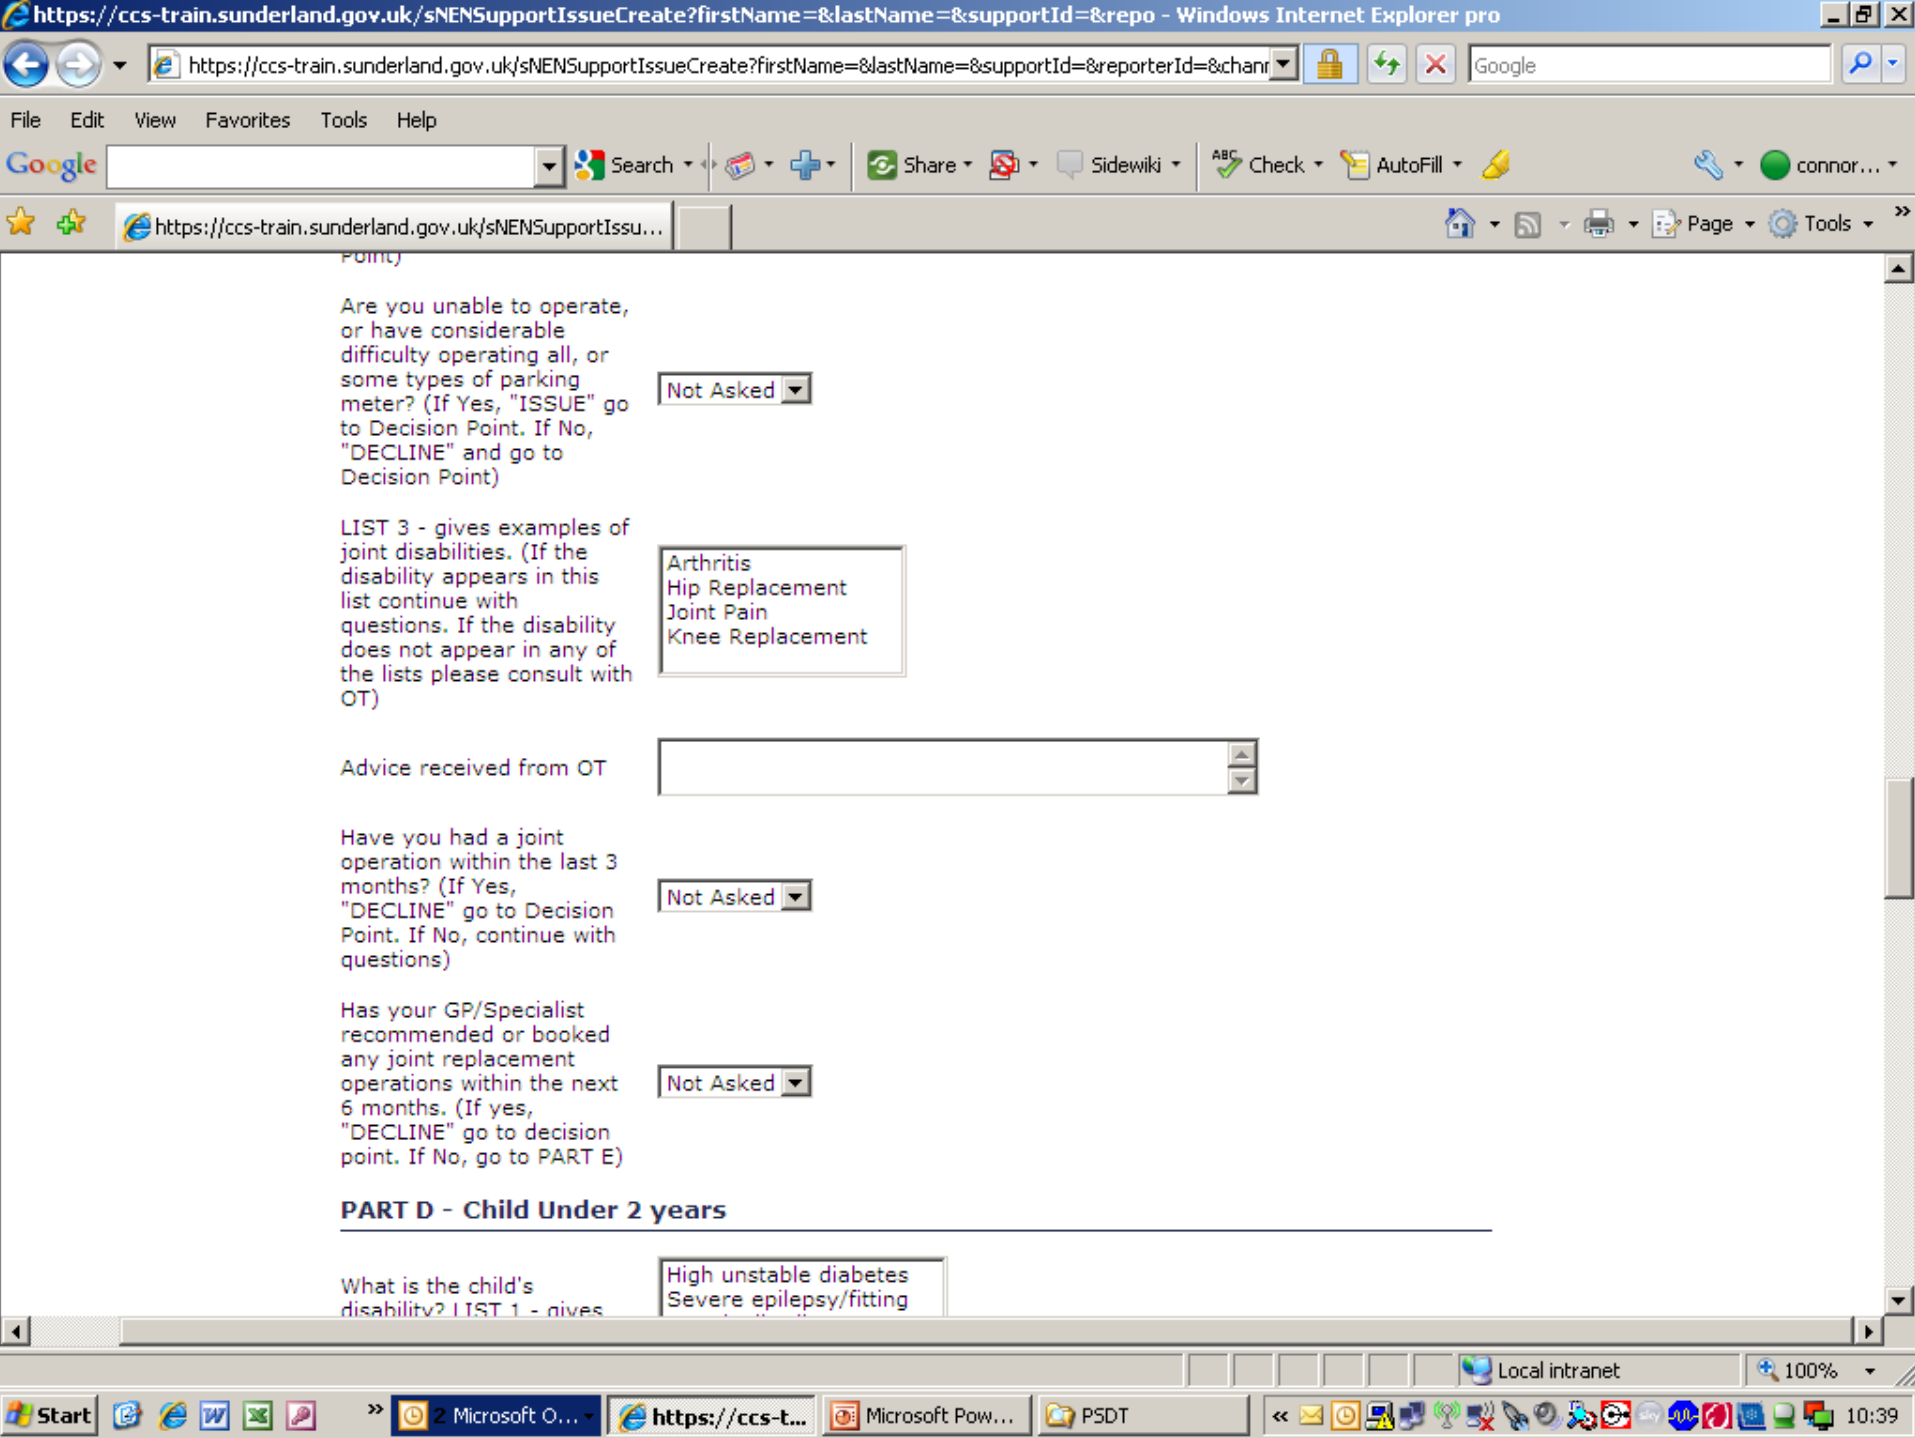 https://ccs-train.sunderland.gov.uk/sNENSupportIssueCreate?firstName=&lastName=&supportId=&repo - Windows Internet Explorer pro
https://ccs-train.sunderland.gov.uk/sNENSupportIssueCreate?firstName=&lastName=&supportId=&reporterId=&chanr
Google
File Edit View Favorites Tools Help
Google Search Share Sidewiki ABC Check AutoFill connor...
https://ccs-train.sunderland.gov.uk/sNENSupportIssu... Page Tools
Point)
Are you unable to operate,
or have considerable
difficulty operating all, or
some types of parking
meter? (If Yes, "ISSUE" go
to Decision Point. If No,
"DECLINE" and go to
Decision Point)
Not Asked
LIST 3 - gives examples of
joint disabilities. (If the
disability appears in this
list continue with
questions. If the disability
does not appear in any of
the lists please consult with
OT)
Arthritis
Hip Replacement
Joint Pain
Knee Replacement
Advice received from OT
Have you had a joint
operation within the last 3
months? (If Yes,
"DECLINE" go to Decision
Point. If No, continue with
questions)
Not Asked
Has your GP/Specialist
recommended or booked
any joint replacement
operations within the next
6 months. (If yes,
"DECLINE" go to decision
point. If No, go to PART E)
Not Asked
PART D - Child Under 2 years
What is the child's
disability? LIST 1 - gives
High unstable diabetes
Severe epilepsy/fitting
Local intranet 100%
Start 2 Microsoft O... https://ccs-t... Microsoft Pow... PSDT sky 10:39